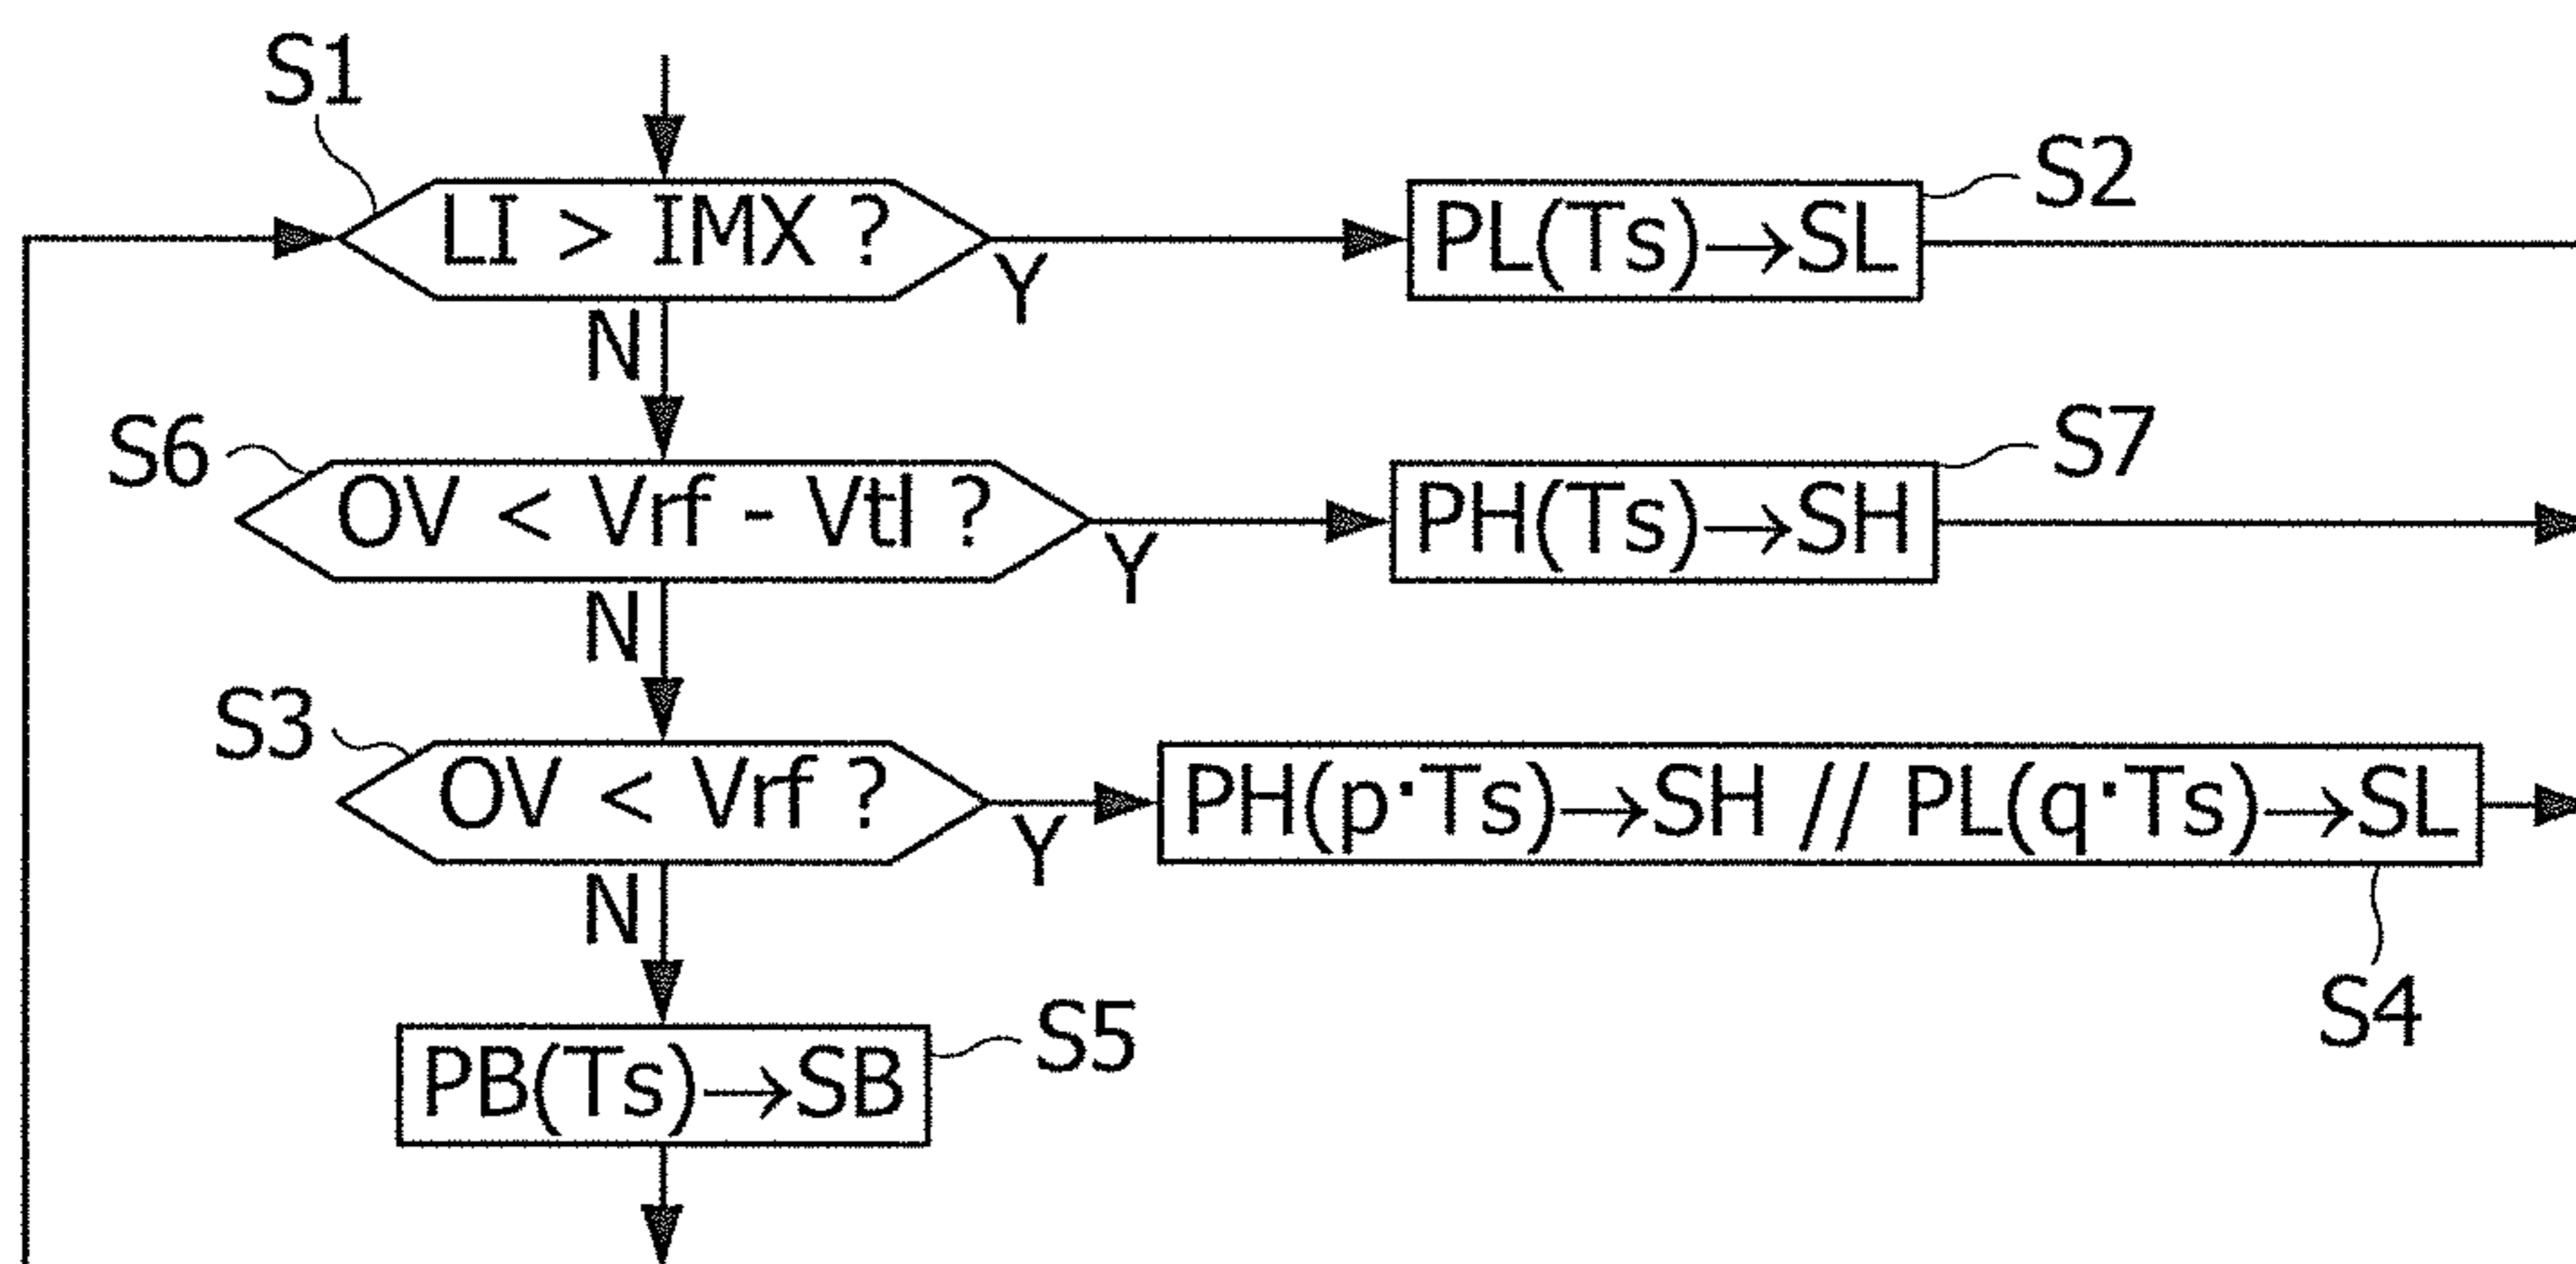 S1
LI > IMX ?
Y
PL(Ts)→SL
S2
N
S6
OV < Vrf - Vtl ?
Y
PH(Ts)→SH
S7
N
S3
OV < Vrf ?
Y
PH(p·Ts)→SH // PL(q·Ts)→SL
S4
N
PB(Ts)→SB
S5